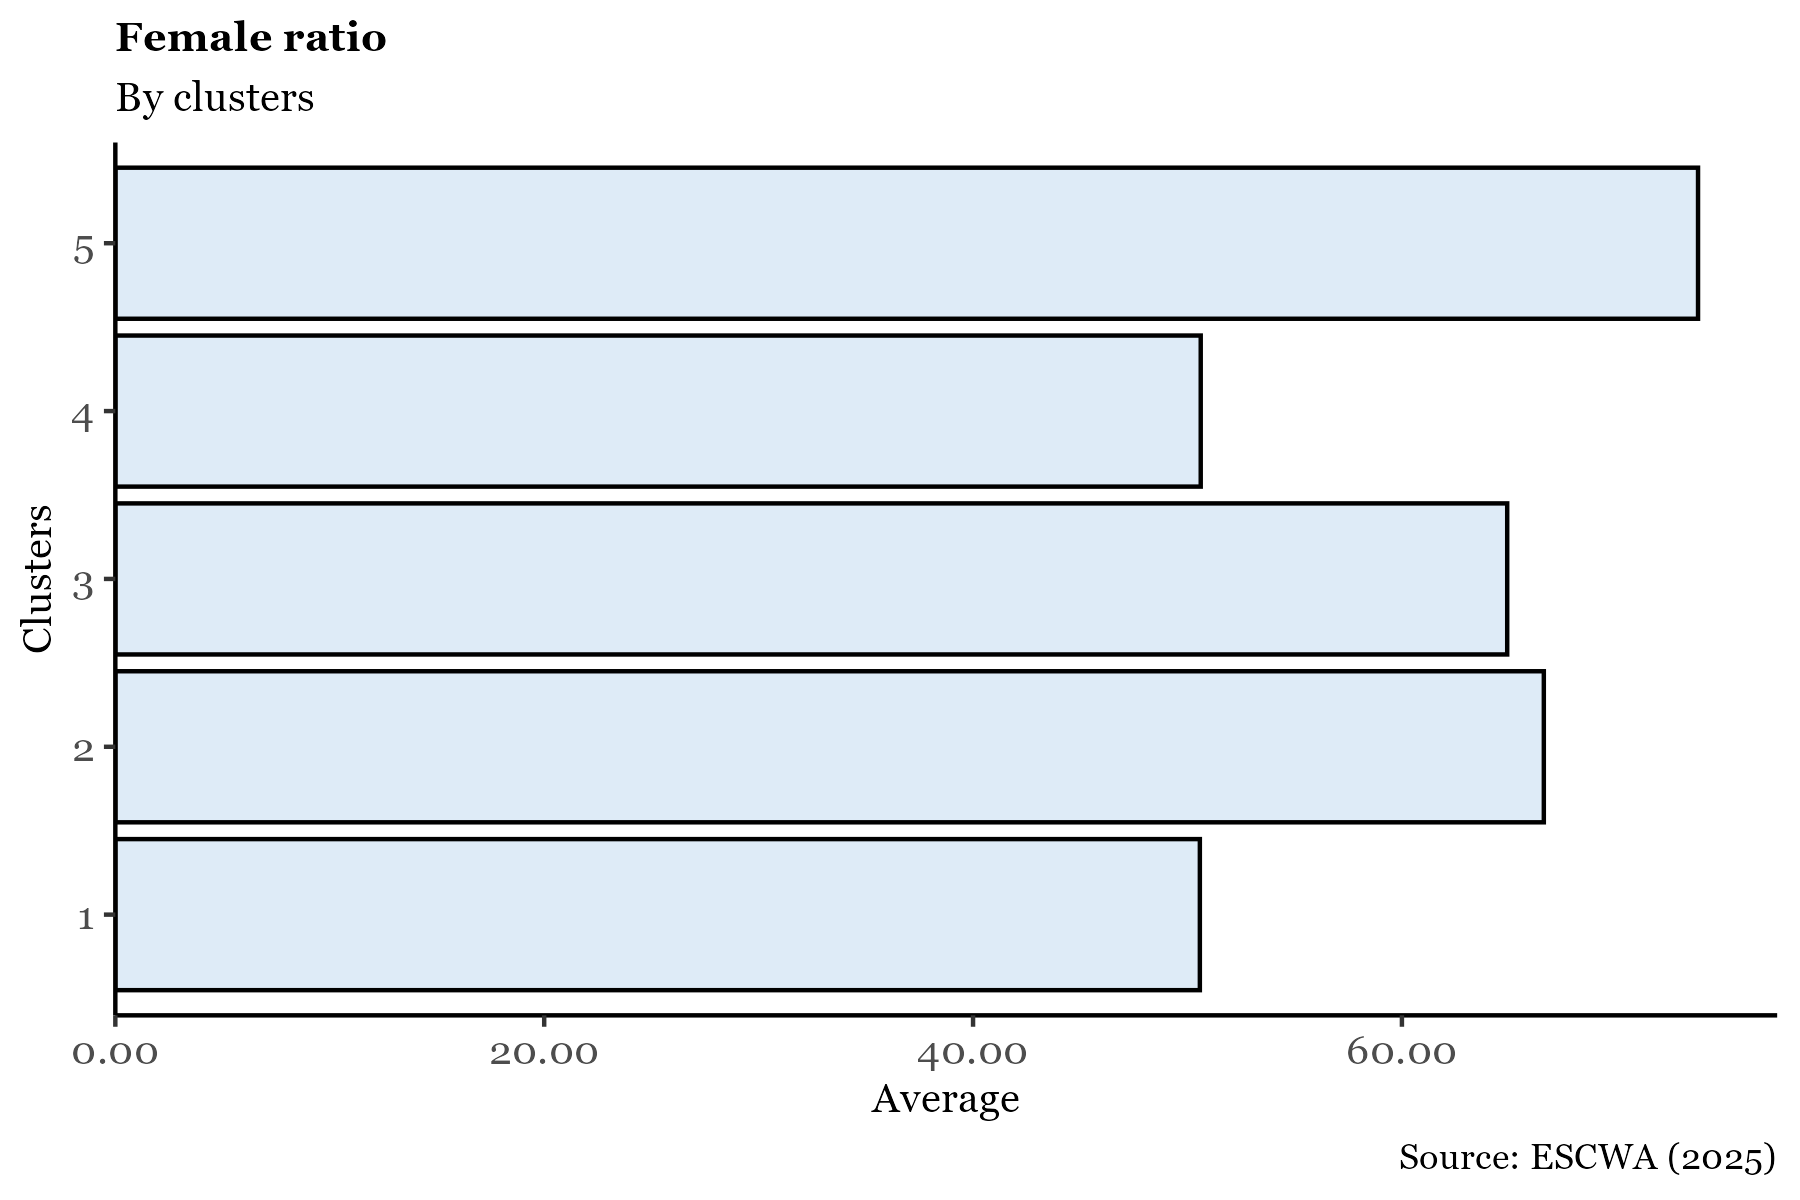 Female ratio
By clusters
5
4
3
2
1
Clusters
0.00 20.00 40.00 60.00
Average
Source: ESCWA (2025)